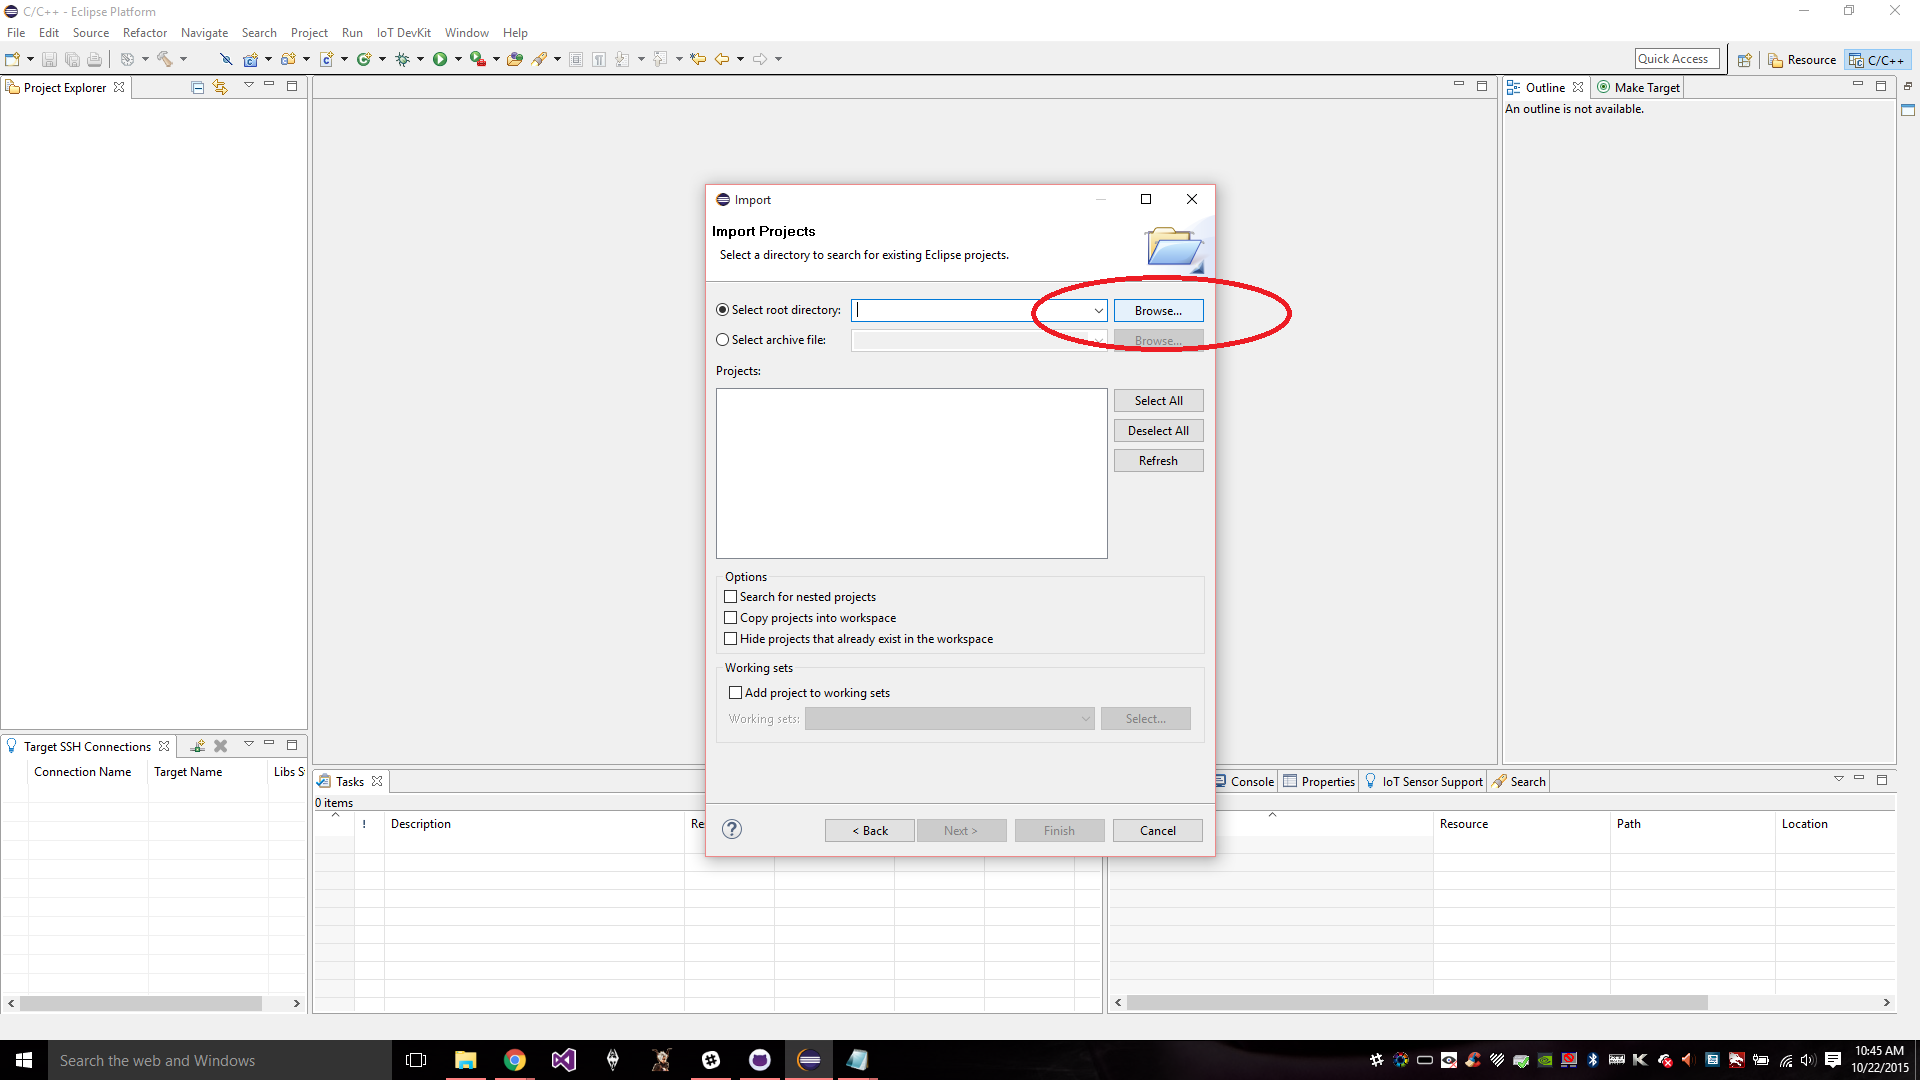 C/C++ - Eclipse Platform
File Edit Source Refactor Navigate Search Project Run IoT DevKit Window Help
Quick Access Resource C/C++
Project Explorer
Outline Make Target
An outline is not available.
Import
Import Projects
Select a directory to search for existing Eclipse projects.
Select root directory: Browse...
Select archive file: Browse...
Projects:
Select All
Deselect All
Refresh
Options
Search for nested projects
Copy projects into workspace
Hide projects that already exist in the workspace
Working sets
Add project to working sets
Working sets: Select...
< Back Next > Finish Cancel
Target SSH Connections
Connection Name Target Name Libs S
Tasks
0 items
! Description Re
Console Properties IoT Sensor Support Search
Resource Path Location
Search the web and Windows
10:45 AM
10/22/2015